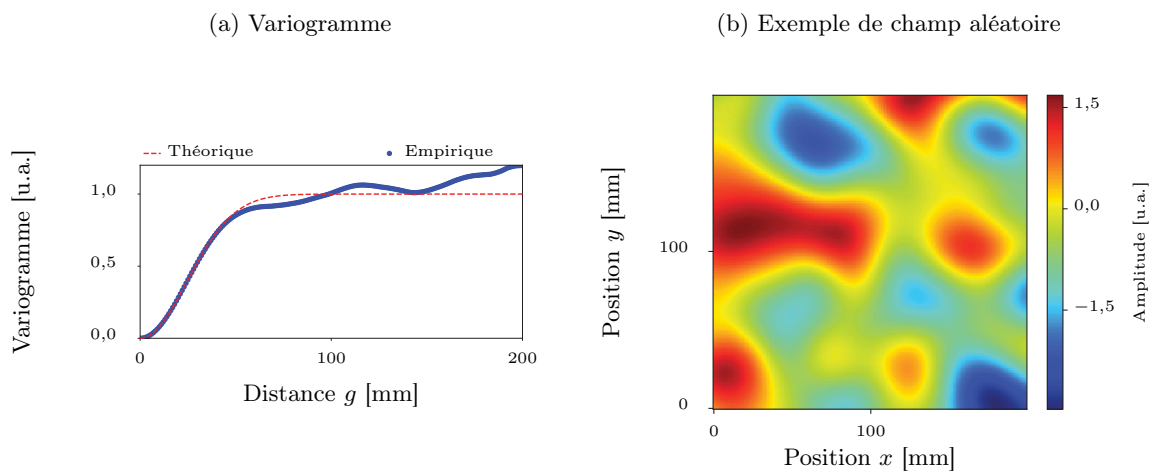 (a) Variogramme
Variogramme [u.a.]
Théorique
Empirique
1,0
0,5
0,0
0
100
200
Distance g [mm]
(b) Exemple de champ aléatoire
Position y [mm]
100
0
0
100
Position x [mm]
1,5
0,0
−1,5
Amplitude [u.a.]